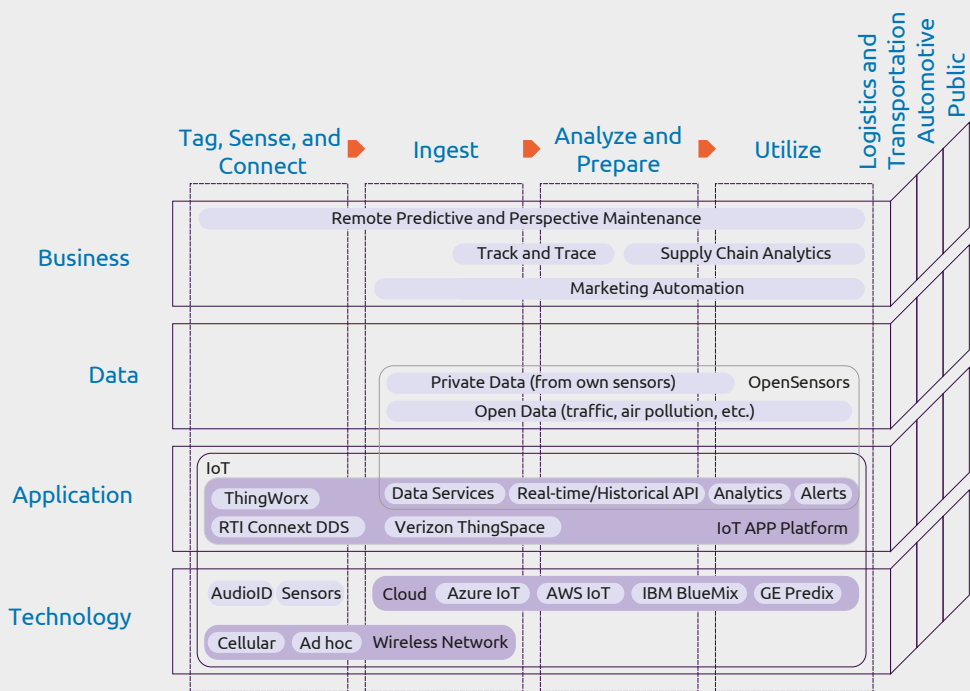 Logistics and
Transportation
Automotive
Public
Tag, Sense, and
Connect
Ingest
Analyze and
Prepare
Utilize
Business
Remote Predictive and Perspective Maintenance
Track and Trace
Supply Chain Analytics
Marketing Automation
Data
Private Data (from own sensors)
OpenSensors
Open Data (traffic, air pollution, etc.)
Application
IoT
ThingWorx
Data Services
Real-time/Historical API
Analytics
Alerts
RTI Connext DDS
Verizon ThingSpace
IoT APP Platform
Technology
AudioID
Sensors
Cloud
Azure IoT
AWS IoT
IBM BlueMix
GE Predix
Cellular
Ad hoc
Wireless Network